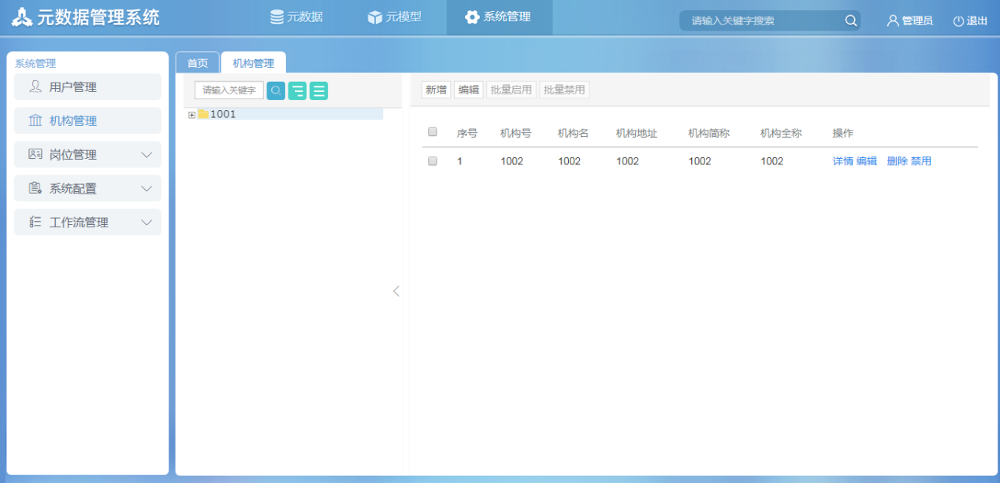 元数据管理系统 元数据 元模型 系统管理 请输入关键字搜索 管理员 退出
系统管理
用户管理
机构管理
岗位管理
系统配置
工作流管理
首页 机构管理
请输入关键字
1001
新增 编辑 批量启用 批量禁用
序号 机构号 机构名 机构地址 机构简称 机构全称 操作
1 1002 1002 1002 1002 1002 详情 编辑 删除 禁用